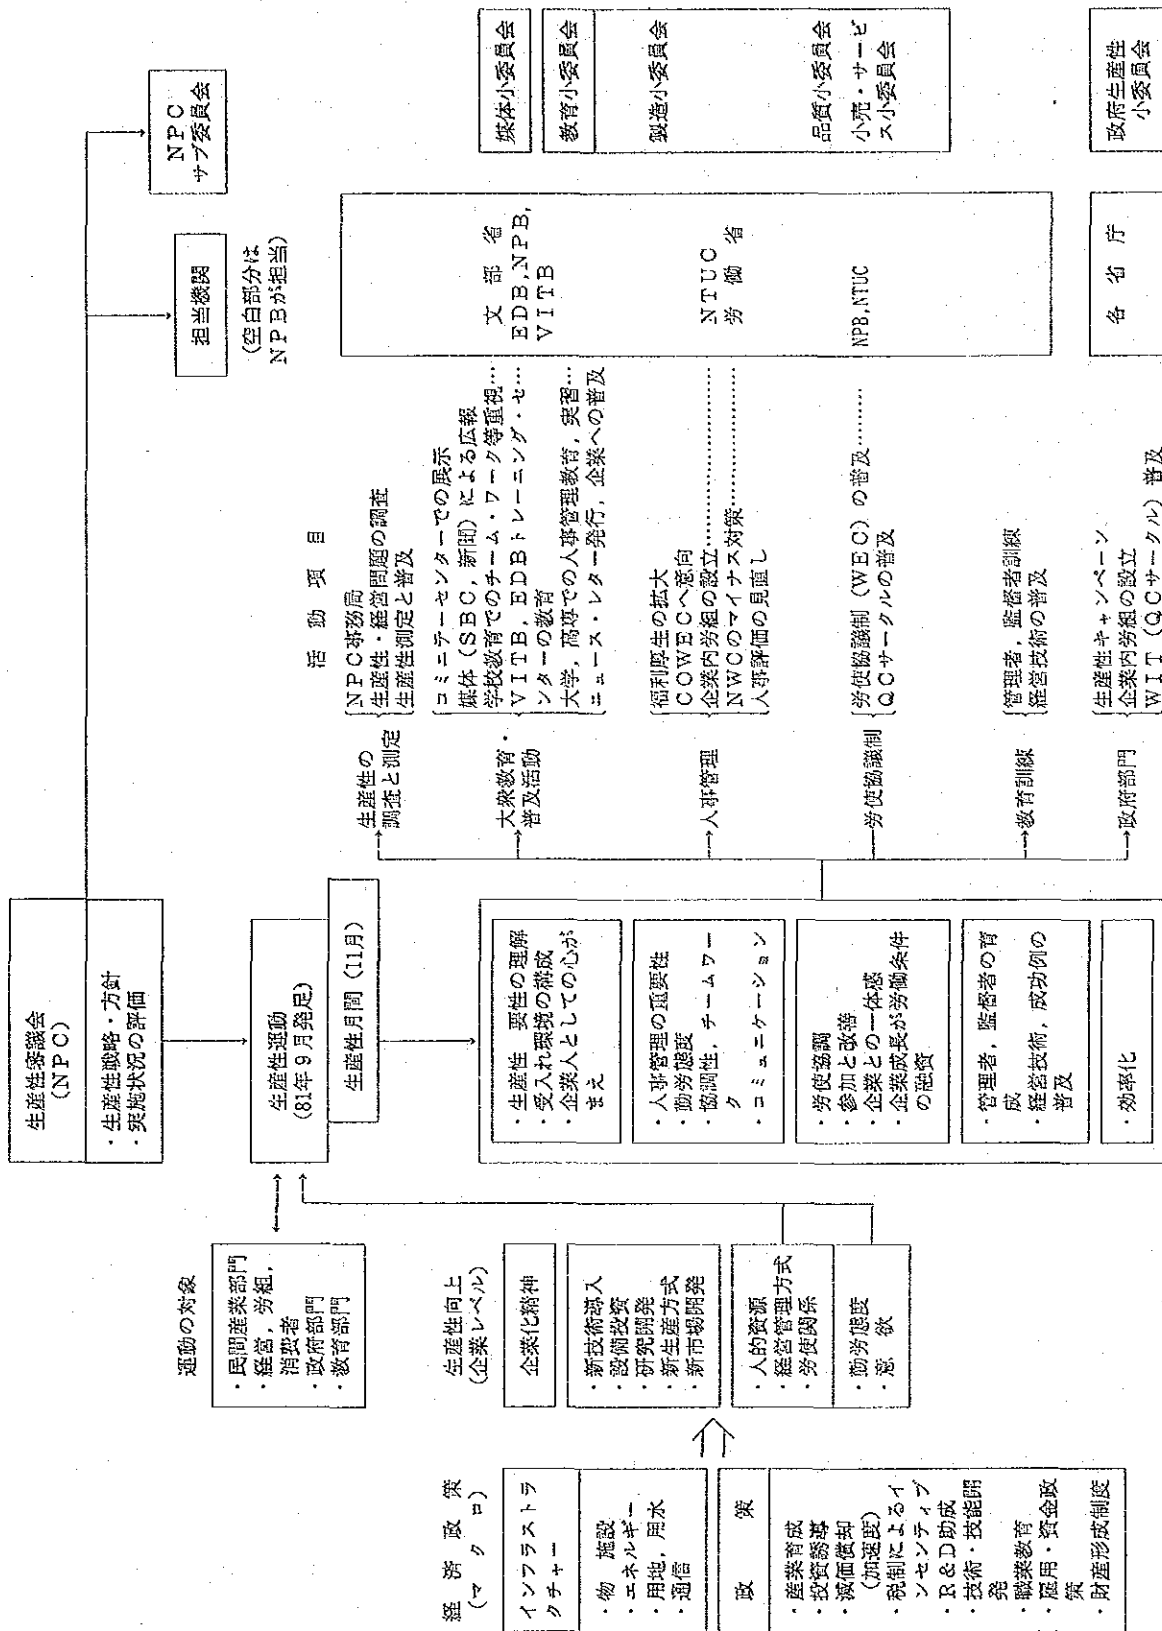 生産性審議会
(NPC)
・生産性戦略・方針
・実施状況の評価
生産性運動
(81年9月発足)
生産性月間 (11月)
運動の対象
・民間産業部門
・経営, 労組,
消費者
・政府部門
・教育部門
経済政策
(マクロ)
インフラストラ
クチャー
・物 施設
・エネルギー
・用地, 用水
・通信
政 策
・産業育成
・投資誘導
・減価償却
(加速度)
・税制によるイ
ンセンティブ
・R&D助成
・技術・技能開
発
・職業教育
・雇用・資金政
策
・財産形成制度
生産性向上
(企業レベル)
企業化精神
・新技術導入
・設備投資
・研究開発
・新生産方式
・新市場開発
・人的資源
・経営管理方式
・労使関係
・勤労態度
・意 欲
・生産性 要性の理解
・受入れ環境の構成
・企業人としての心が
まえ
・人事管理の重要性
・勤労態度
・協調性, チームワー
ク
・コミュニケーション
・労使協調
・参加と改善
・企業との一体感
・企業成長が労働条件
の融資
・管理者, 監督者の育
成
・経営技術, 成功例の
普及
・効率化
活 動 項 目
生産性の
調査と測定
NPC事務局
生産性・経営問題の調査
生産性測定と普及
大衆教育・
普及活動
コミニテーセンターでの展示
媒体 (SBC, 新聞) による広報
学校教育でのチーム・ワーク等重視…
VITB, EDBトレーニング・セ…
ンターの教育
大学, 高専での人事管理教育, 実習…
ニュース・レター発行, 企業への普及
人事管理
福利厚生の拡大
COWECへ意向
企業内労組の設立…………
NWCのマイナス対策…………
人事評価の見直し
労使協議制
労使協議制 (WEC) の普及………
QCサークルの普及
教育訓練
管理者, 監督者訓練
経営技術の普及
政府部門
生産性キャンペーン
企業内労組の設立
WIT (QCサークル) 普及
担当機関
(空白部分は
NPBが担当)
文 部 省
EDB,NPB,
VITB
NTUC
労 働 省
NPB,NTUC
各 省 庁
NPC
サブ委員会
媒体小委員会
教育小委員会
製造小委員会
品質小委員会
小売・サービ
ス小委員会
政府生産性
小委員会